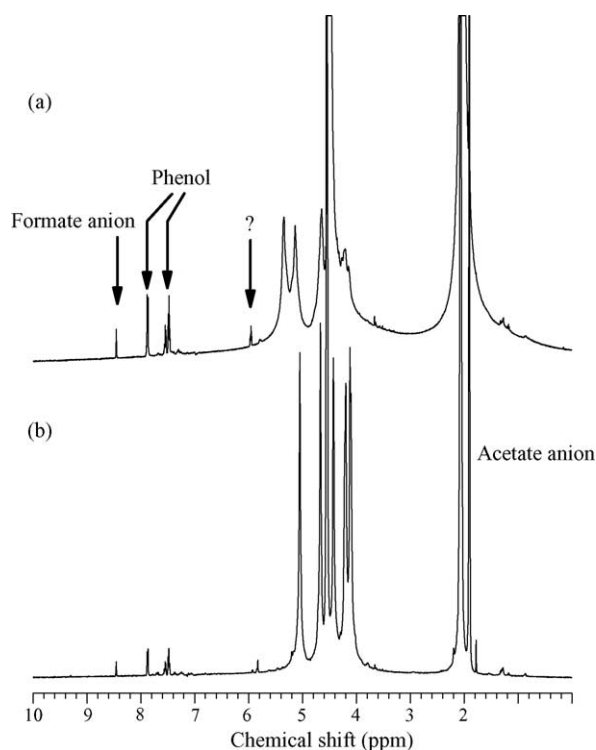 (a)
Phenol
Formate anion
?
(b)
Acetate anion
10 9 8 7 6 5 4 3 2
Chemical shift (ppm)